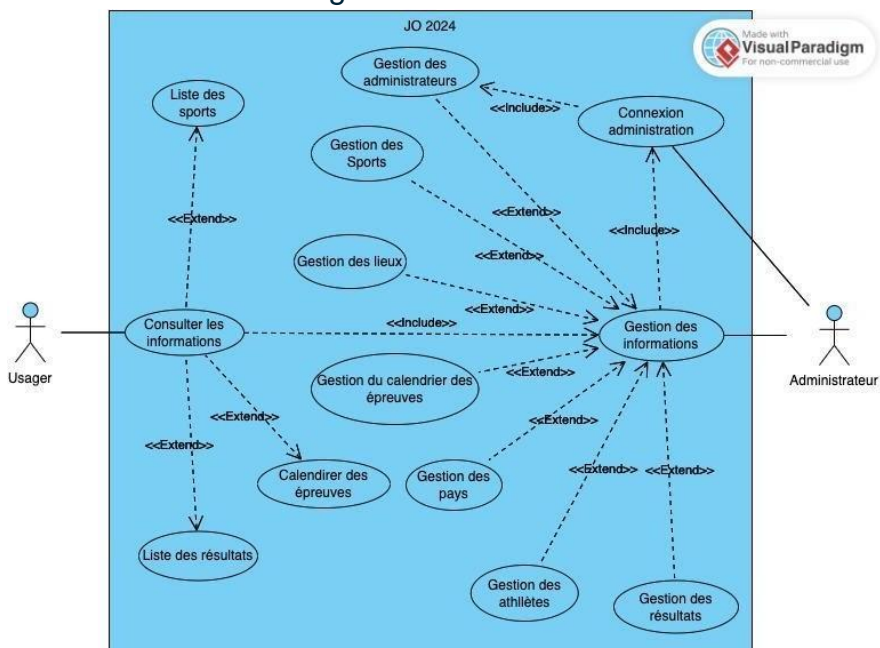 JO 2024
Made with
Visual Paradigm
For non-commercial use
Gestion des
administrateurs
Liste des
sports
<<Include>>
Connexion
administration
Gestion des
Sports
<<Extend>>
<<Extend>>
<<Include>>
<<Extend>>
Gestion des lieux
<<Extend>>
Consulter les
informations
<<Include>>
Gestion des
informations
Usager
Administrateur
Gestion du calendrier des
épreuves
<<Extend>>
<<Extend>>
<<Extend>>
<<Extend>>
Calendirer des
épreuves
Gestion des
pays
<<Extend>>
<<Extend>>
Liste des résultats
Gestion des
athllètes
Gestion des
résultats